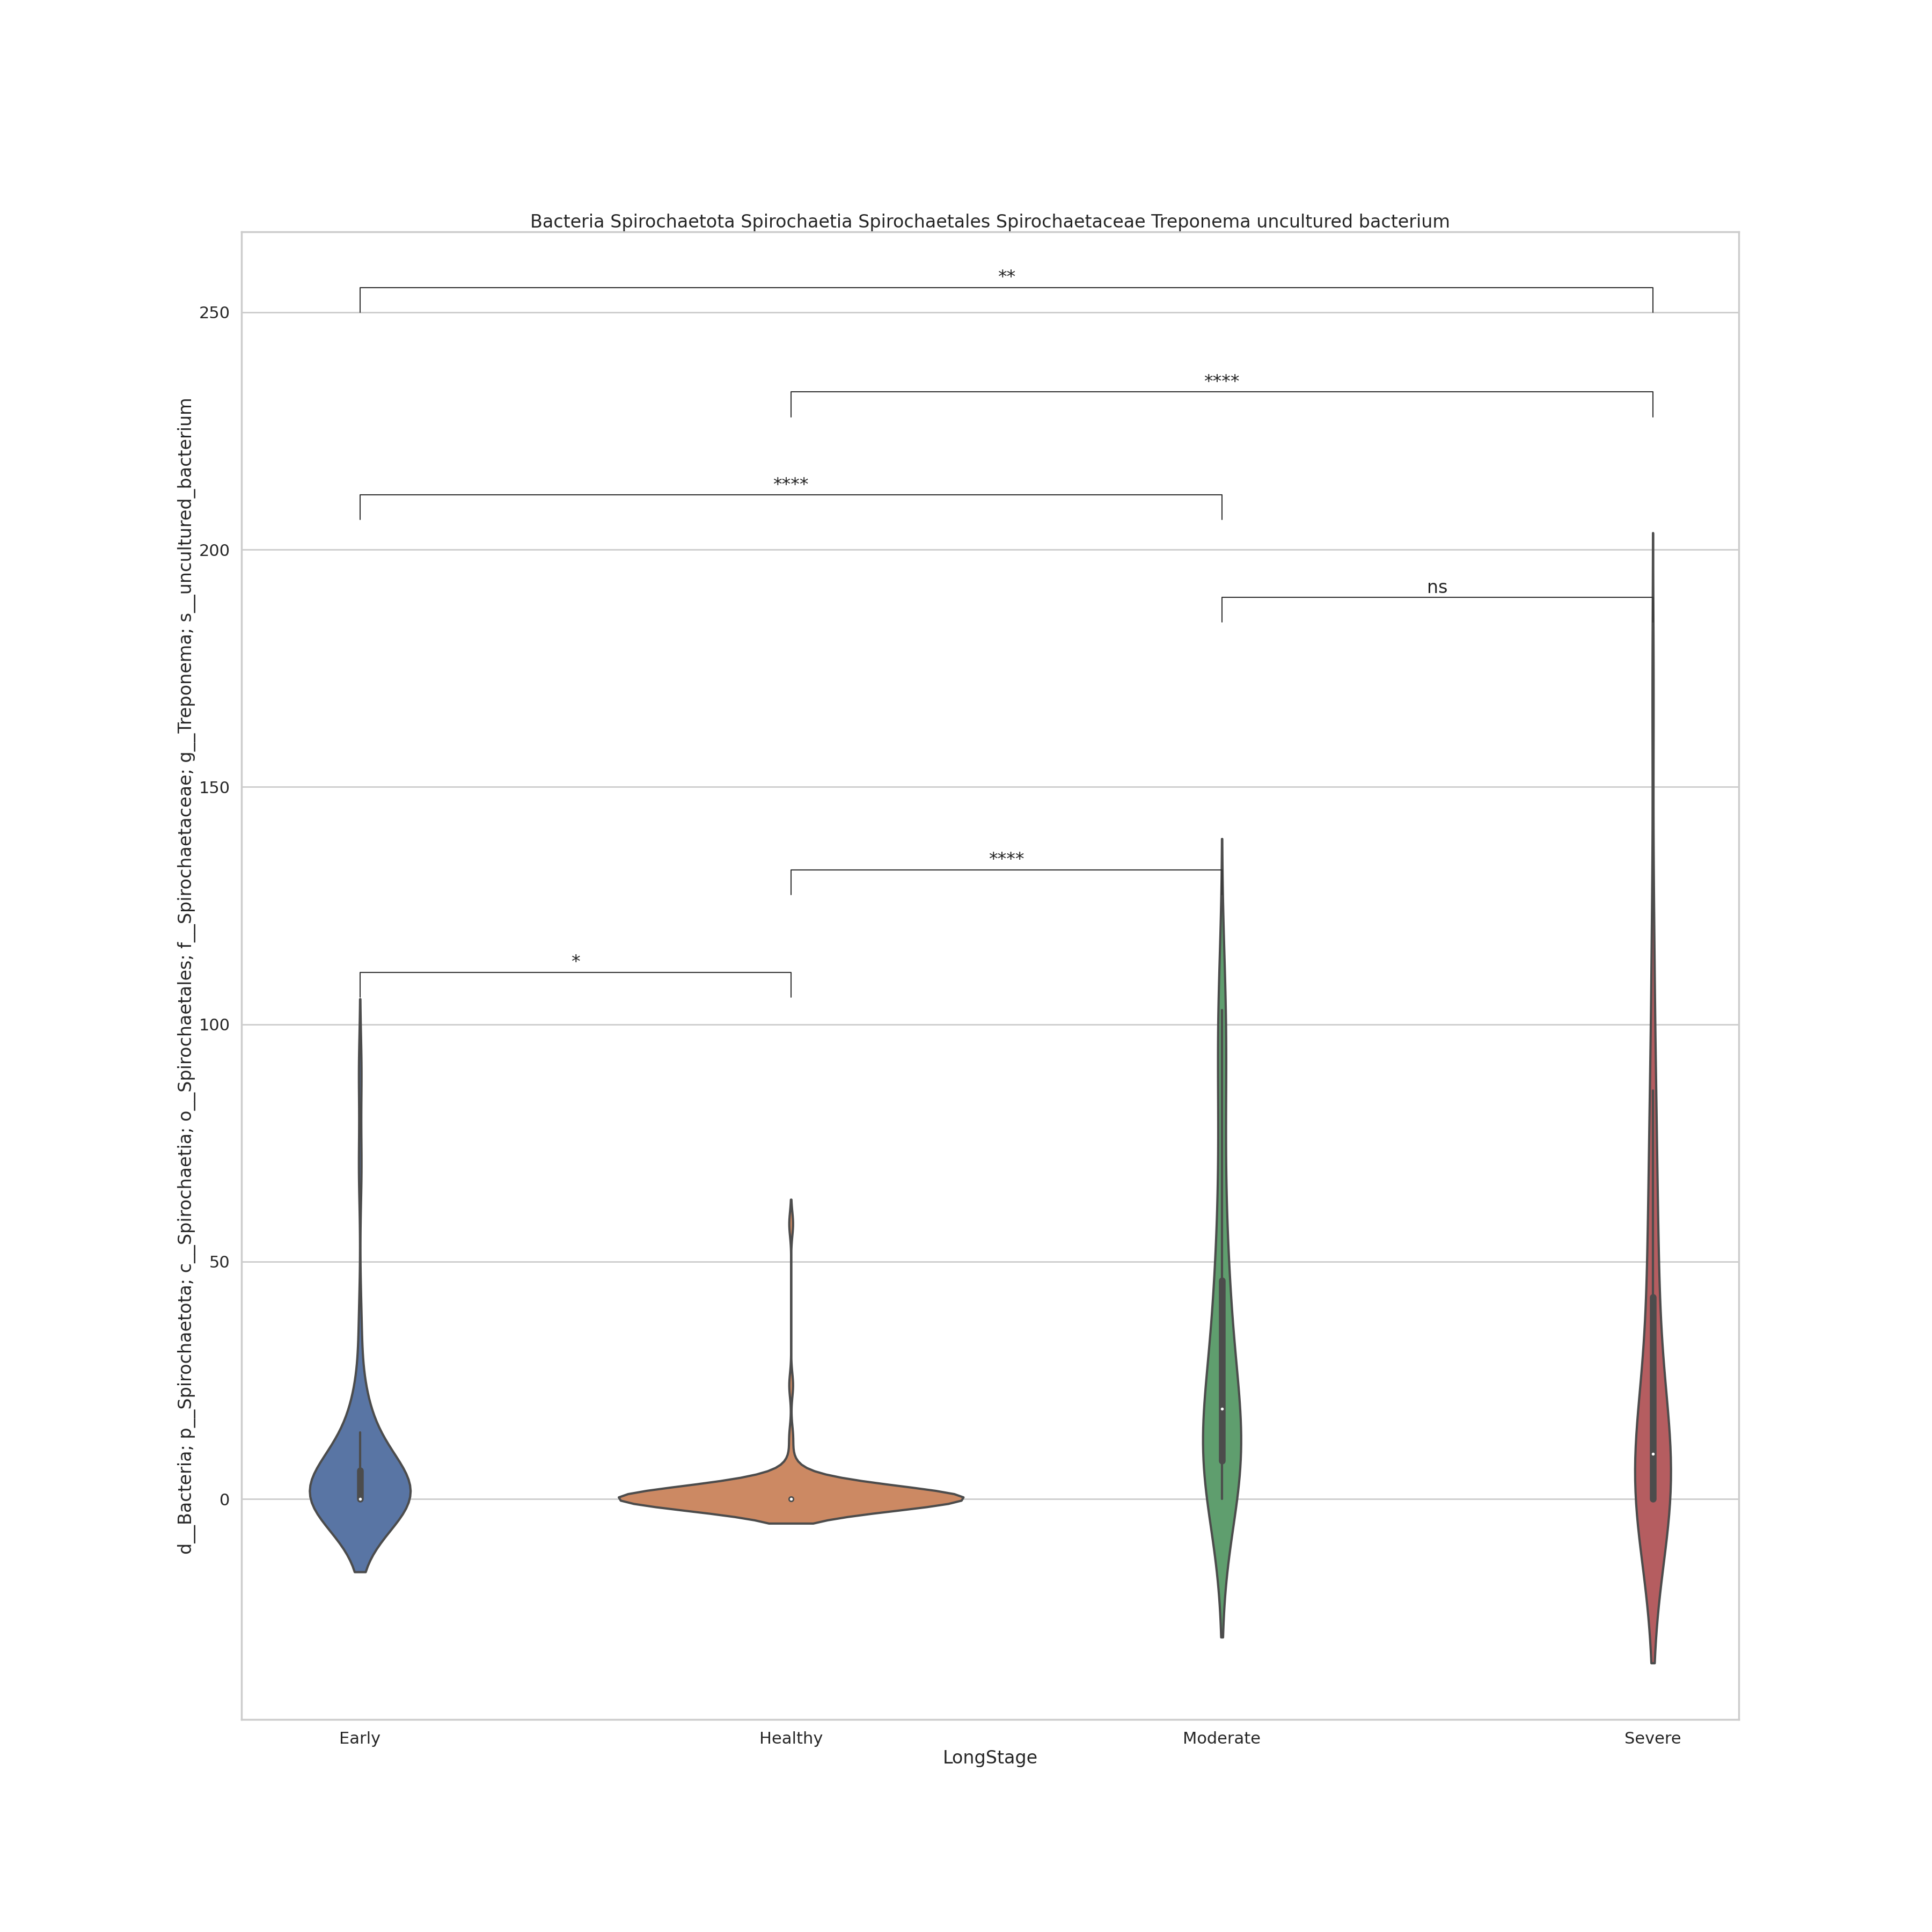 Bacteria Spirochaetota Spirochaetia Spirochaetales Spirochaetaceae Treponema uncultured bacterium
d__Bacteria; p__Spirochaetota; c__Spirochaetia; o__Spirochaetales; f__Spirochaetaceae; g__Treponema; s__uncultured_bacterium
250
200
150
100
50
0
**
****
****
ns
****
*
Early
Healthy
Moderate
Severe
LongStage